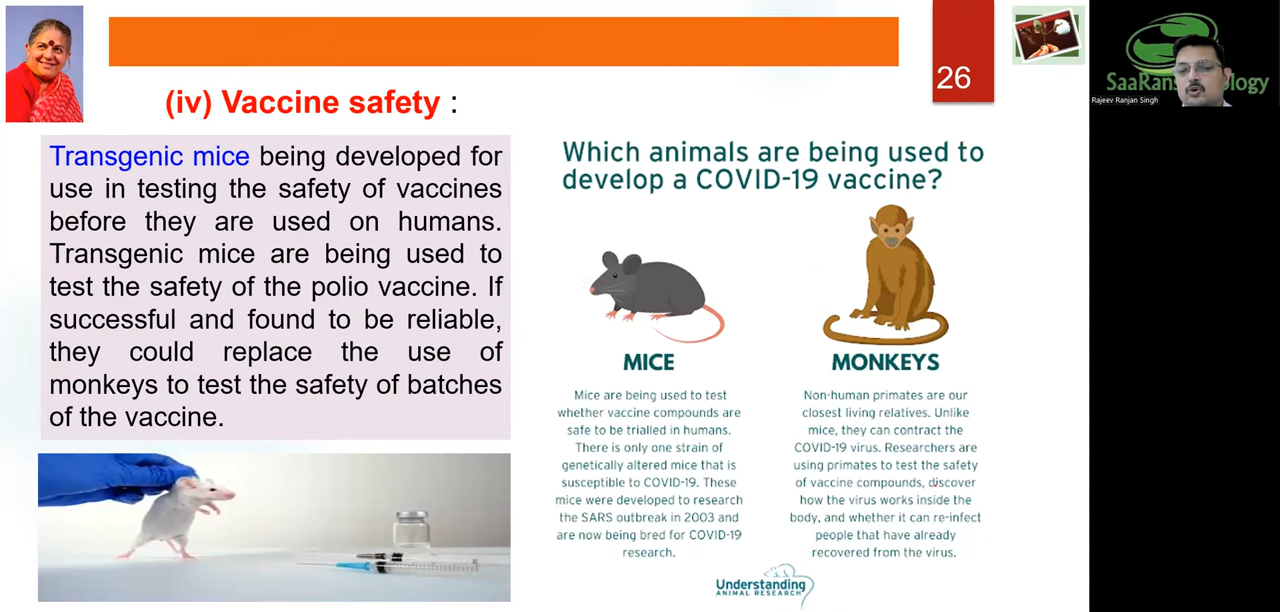 26
SaaRans ology
Rajeev Ranjan Singh
(iv) Vaccine safety :
Transgenic mice being developed for
use in testing the safety of vaccines
before they are used on humans.
Transgenic mice are being used to
test the safety of the polio vaccine. If
successful and found to be reliable,
they could replace the use of
monkeys to test the safety of batches
of the vaccine.
Which animals are being used to
develop a COVID-19 vaccine?
MICE
Mice are being used to test
whether vaccine compounds are
safe to be trialled in humans.
There is only one strain of
genetically altered mice that is
susceptible to COVID-19. These
mice were developed to research
the SARS outbreak in 2003 and
are now being bred for COVID-19
research.
MONKEYS
Non-human primates are our
closest living relatives. Unlike
mice, they can contract the
COVID-19 virus. Researchers are
using primates to test the safety
of vaccine compounds, discover
how the virus works inside the
body, and whether it can re-infect
people that have already
recovered from the virus.
Understanding
ANIMAL RESEARCH